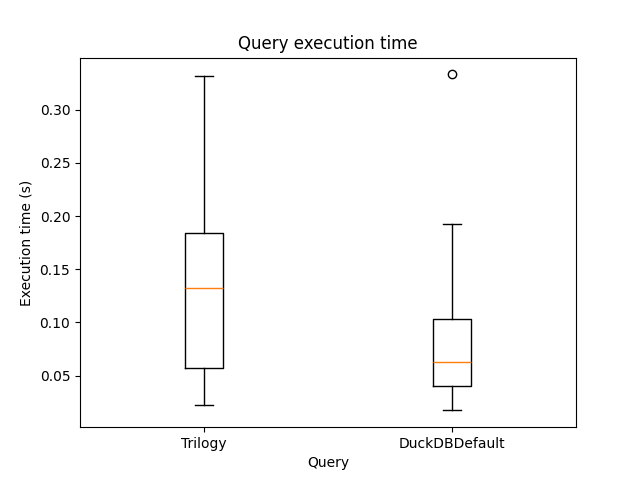 Query execution time
Execution time (s)
0.30
0.25
0.20
0.15
0.10
0.05
Trilogy
DuckDBDefault
Query